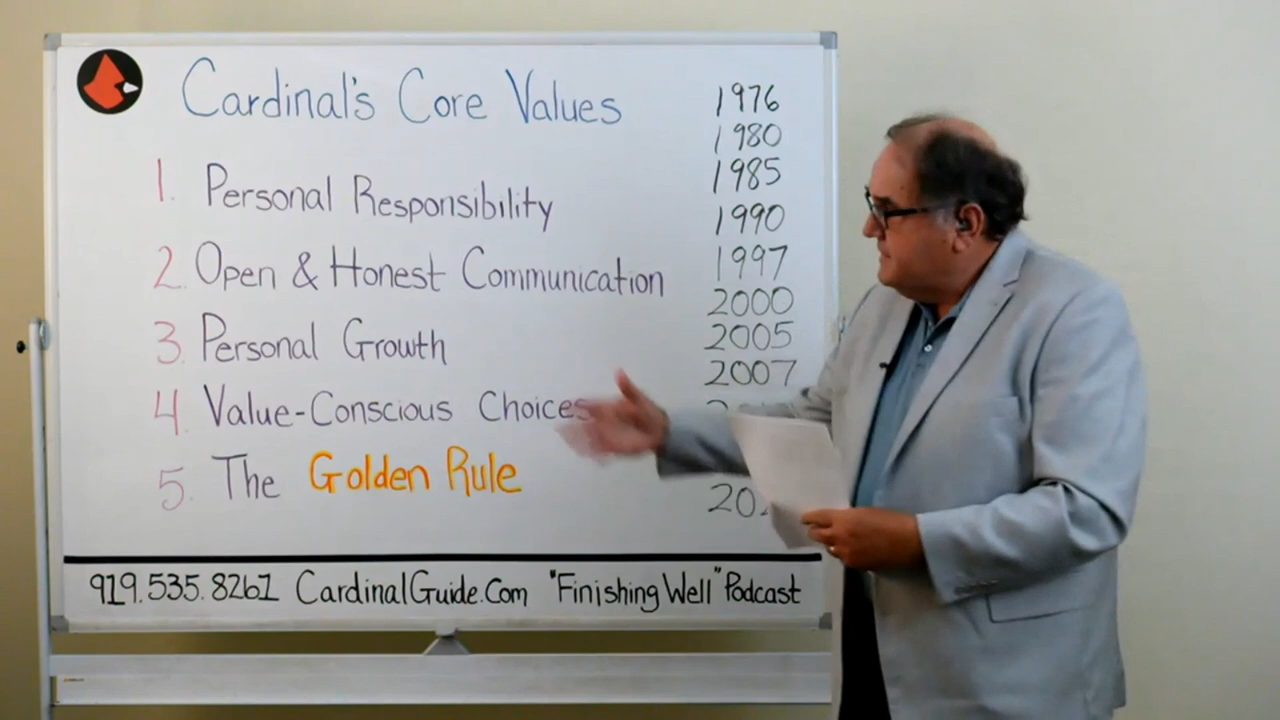 Cardinal's Core Values
1. Personal Responsibility
2. Open & Honest Communication
3. Personal Growth
4. Value-Conscious Choices
5. The Golden Rule
1976
1980
1985
1990
1997
2000
2005
2007
919.535.8261 CardinalGuide.Com "Finishing Well" Podcast